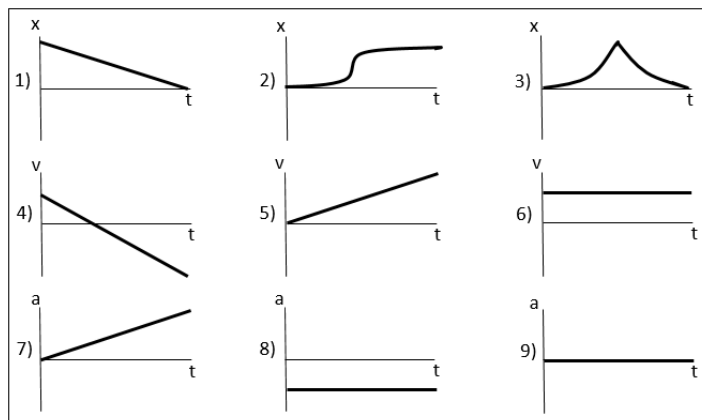 x x x
1) 2) 3)
t t t
v v v
4) 5) 6)
t t t
a a a
7) 8) 9)
t t t